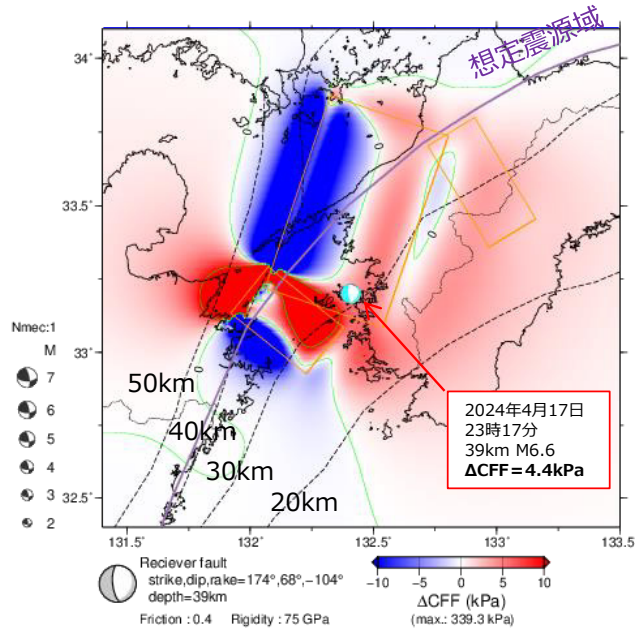 想定震源域
34˚
33.5˚
33˚
32.5˚
131.5˚
132˚
132.5˚
133˚
133.5
0
0
0
0
Nmec:1
M
7
6
5
4
3
2
50km
40km
30km
20km
2024年4月17日
23時17分
39km M6.6
ΔCFF=4.4kPa
Reciever fault
strike,dip,rake=174°,68°,−104°
depth=39km
Friction : 0.4 Rigidity : 75 GPa
−10 −5 0 5 10
ΔCFF (kPa)
(max.: 339.3 kPa)